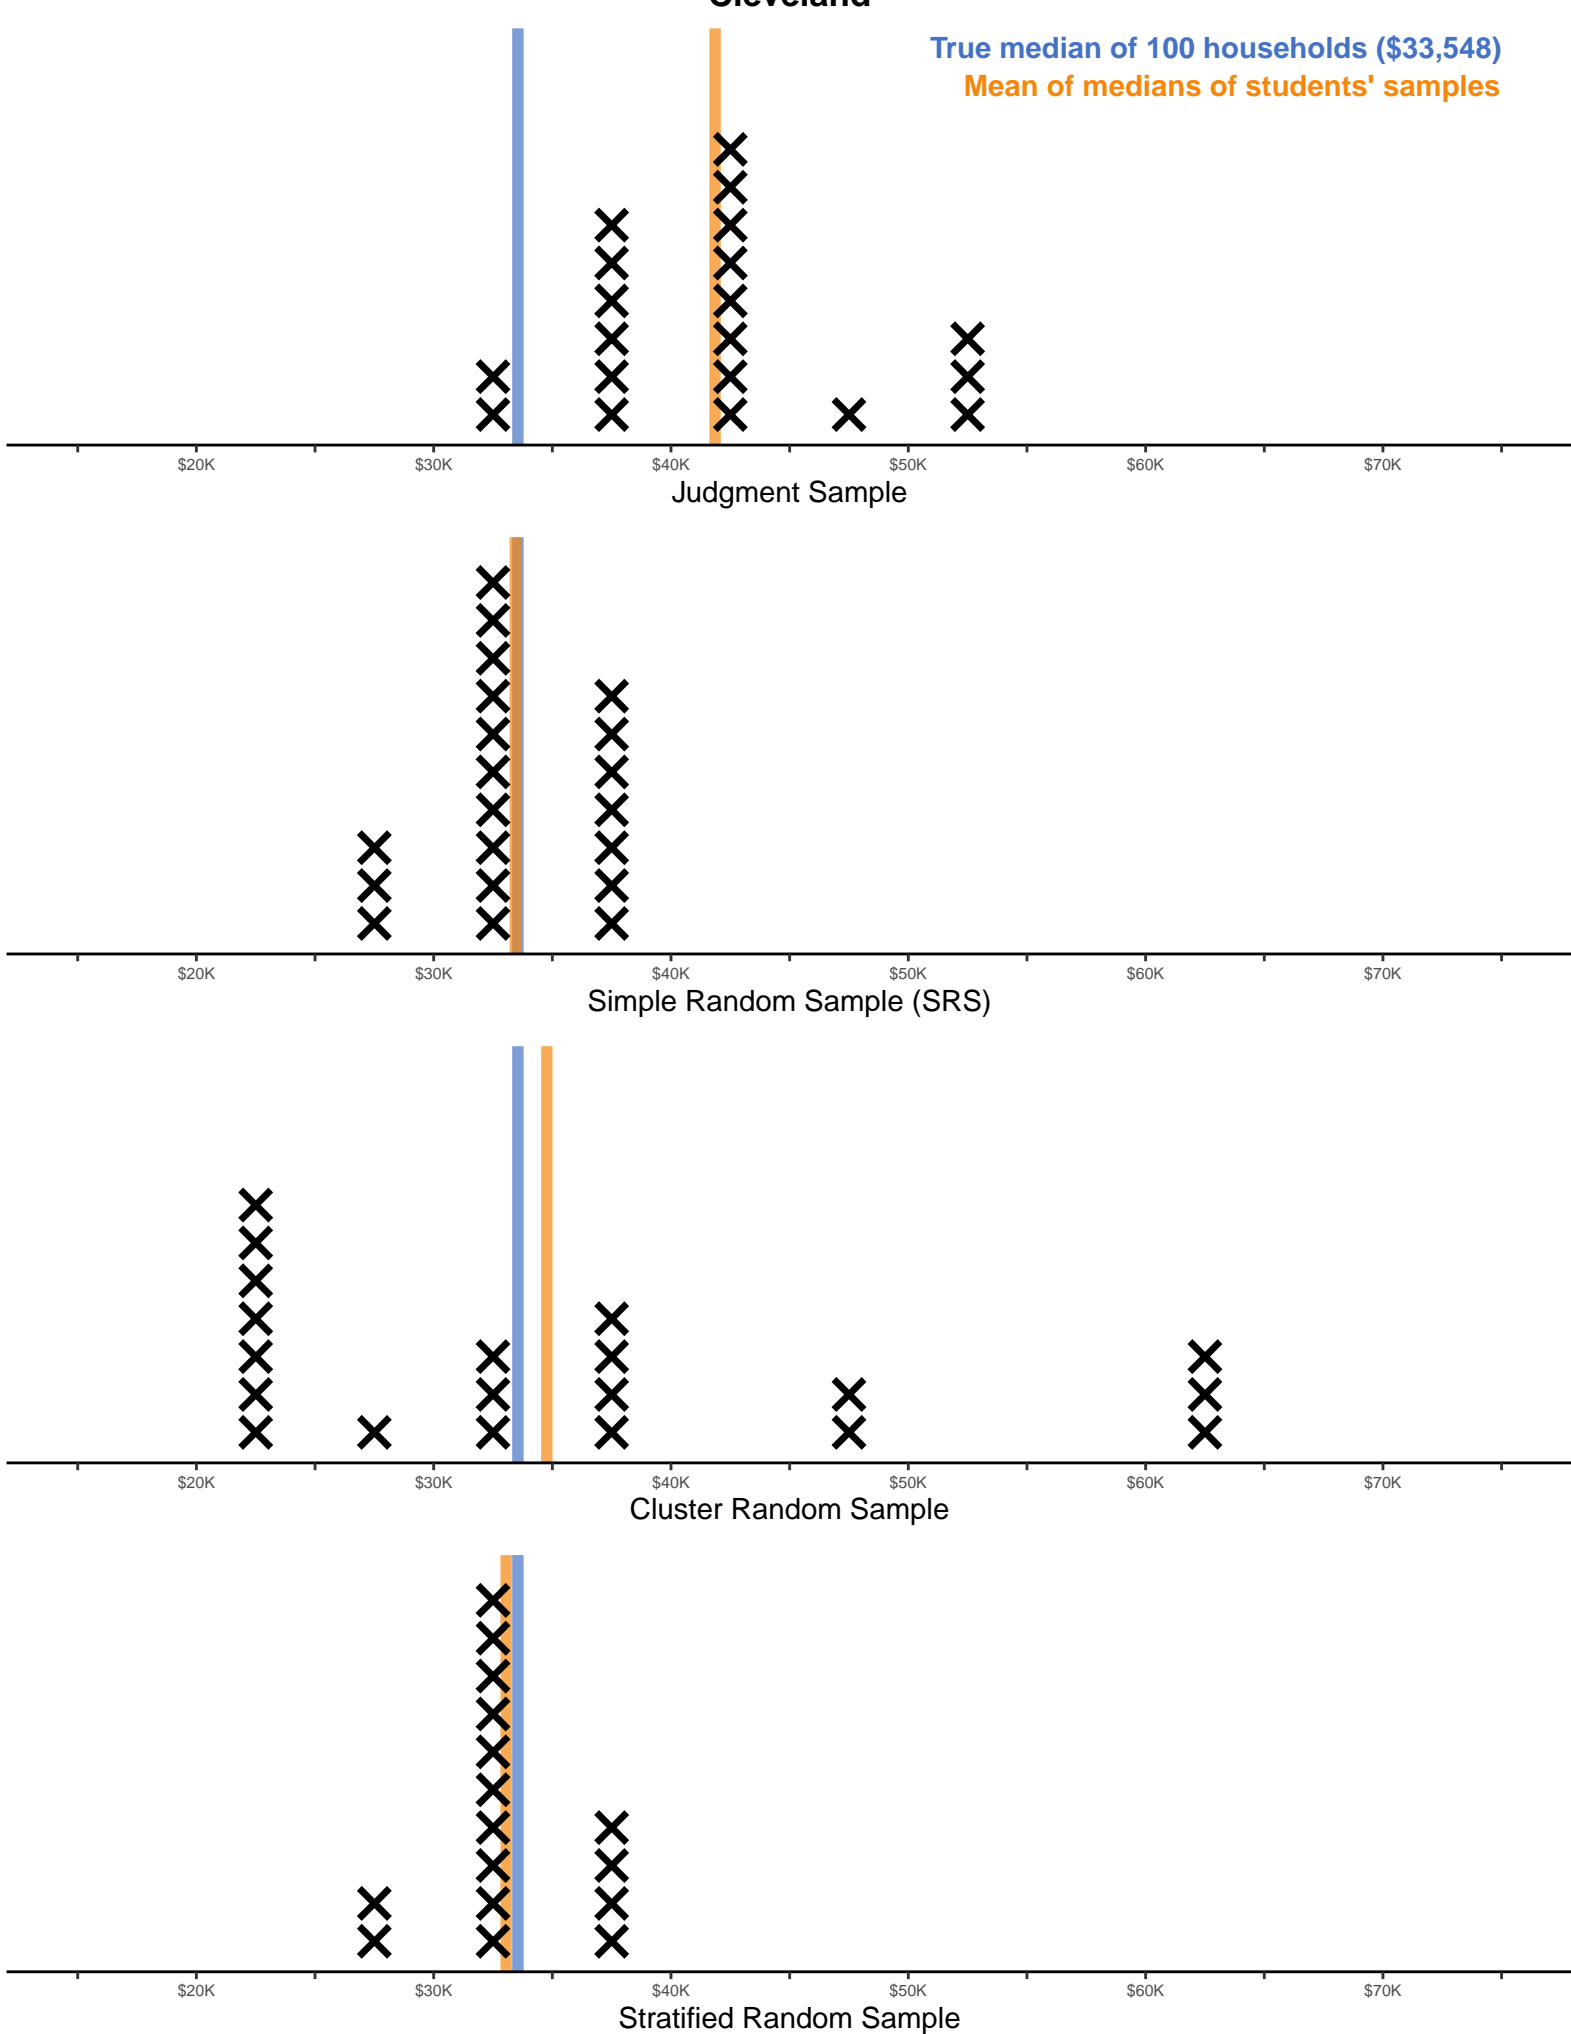 Cleveland
True median of 100 households ($33,548)
Mean of medians of students' samples
$20K $30K $40K $50K $60K $70K
Judgment Sample
$20K $30K $40K $50K $60K $70K
Simple Random Sample (SRS)
$20K $30K $40K $50K $60K $70K
Cluster Random Sample
$20K $30K $40K $50K $60K $70K
Stratified Random Sample